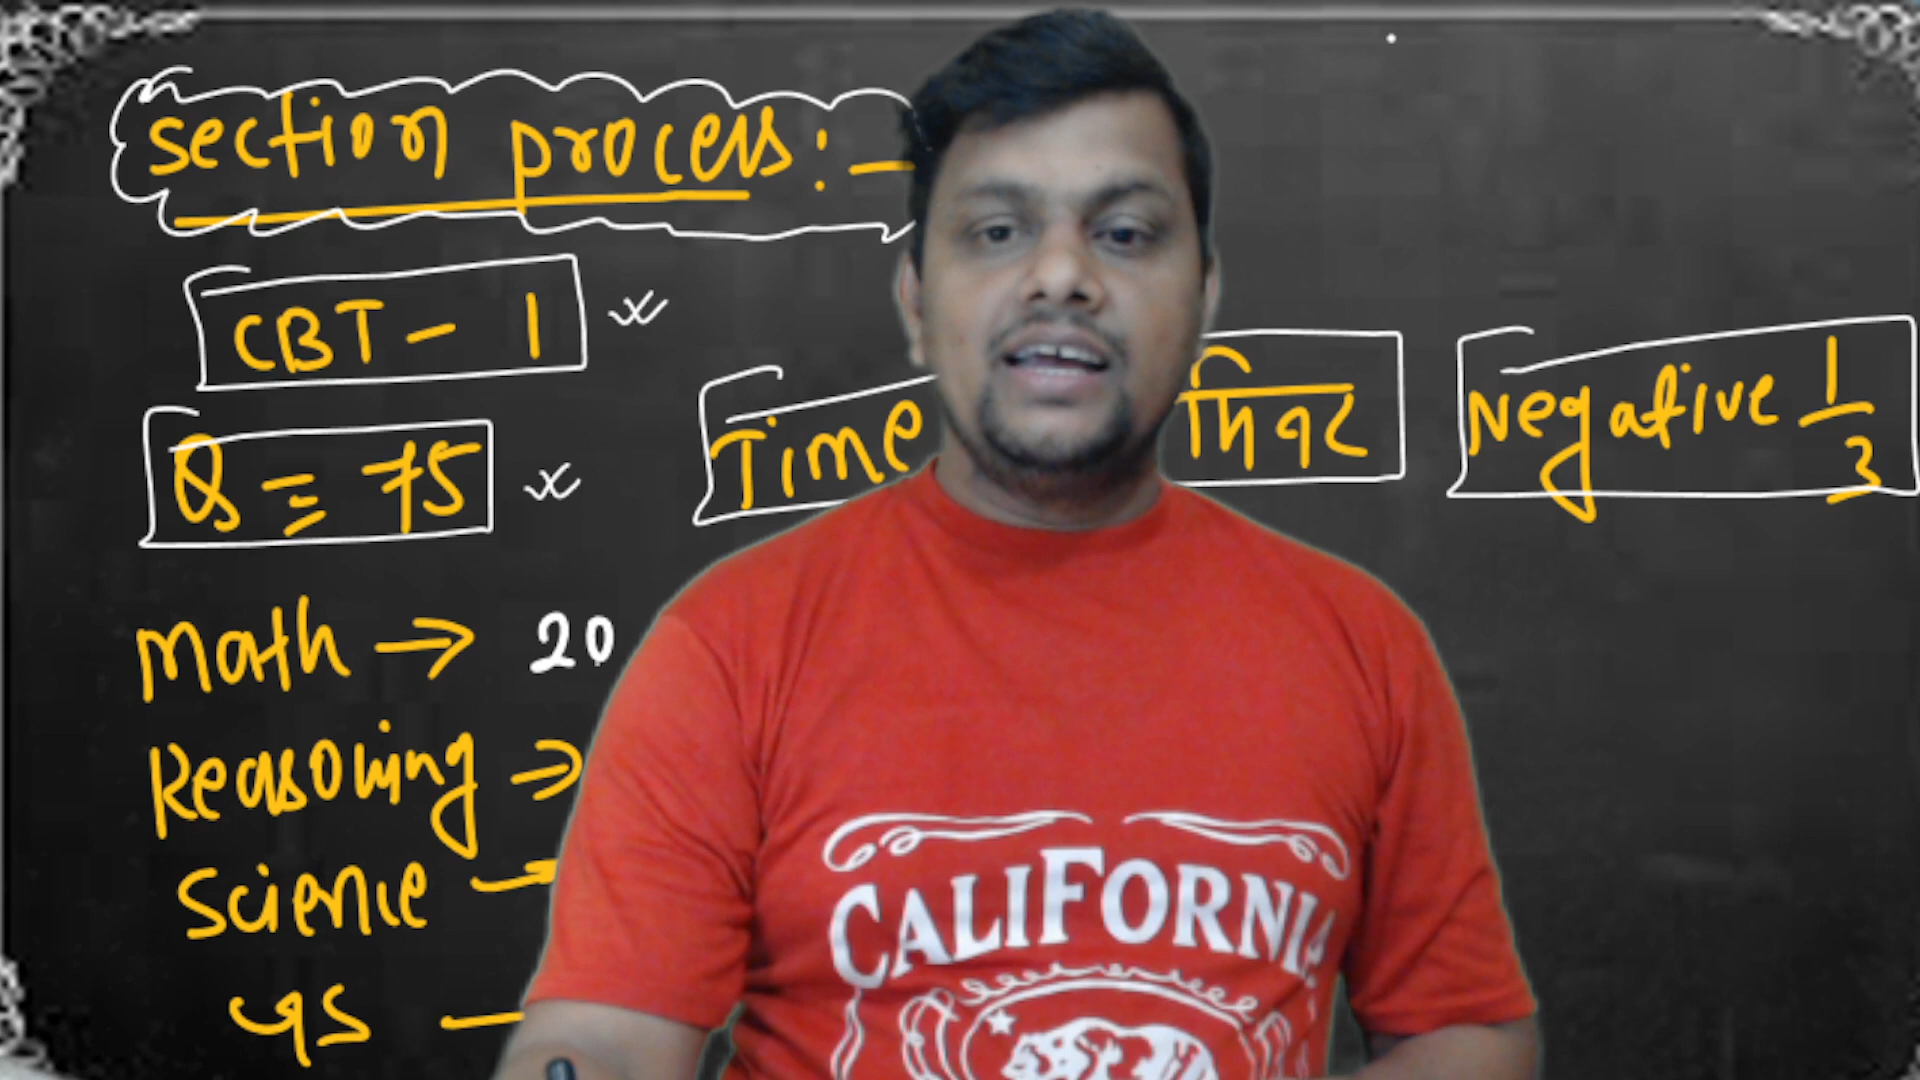 section process:-
CBT - 1
Q = 75
Time मिनट
Negative 1/3
Math → 20
Reasoning →
Science →
GS -
CALIFORNIA